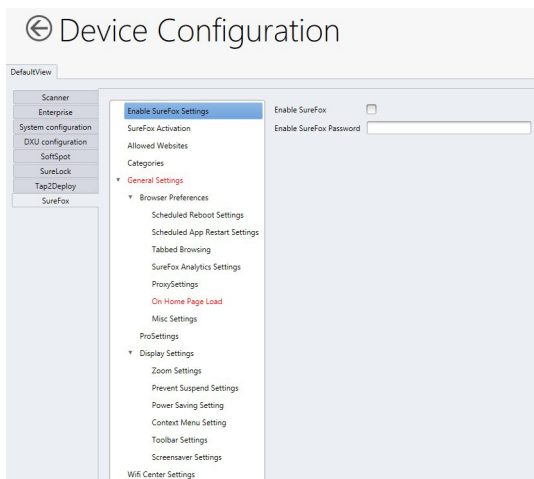 Device Configuration
DefaultView
Scanner
Enterprise
System configuration
DXU configuration
SoftSpot
SureLock
Tap2Deploy
SureFox
Enable SureFox Settings
SureFox Activation
Allowed Websites
Categories
General Settings
Browser Preferences
Scheduled Reboot Settings
Scheduled App Restart Settings
Tabbed Browsing
SureFox Analytics Settings
ProxySettings
On Home Page Load
Misc Settings
ProSettings
Display Settings
Zoom Settings
Prevent Suspend Settings
Power Saving Setting
Context Menu Setting
Toolbar Settings
Screensaver Settings
Wifi Center Settings
Enable SureFox
Enable SureFox Password